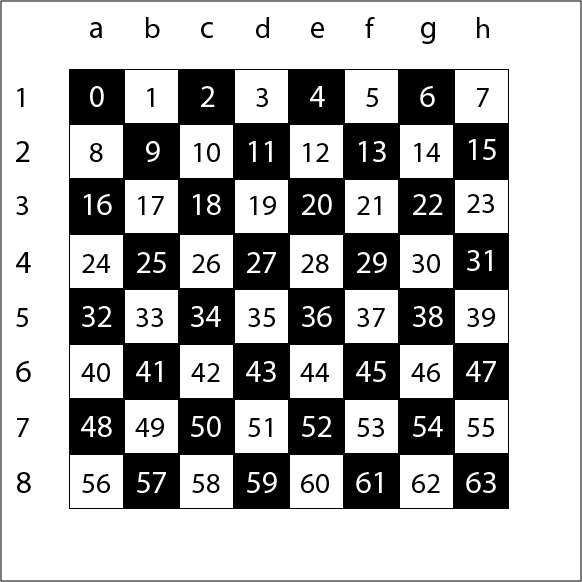 a b c d e f g h
1 0 1 2 3 4 5 6 7
2 8 9 10 11 12 13 14 15
3 16 17 18 19 20 21 22 23
4 24 25 26 27 28 29 30 31
5 32 33 34 35 36 37 38 39
6 40 41 42 43 44 45 46 47
7 48 49 50 51 52 53 54 55
8 56 57 58 59 60 61 62 63